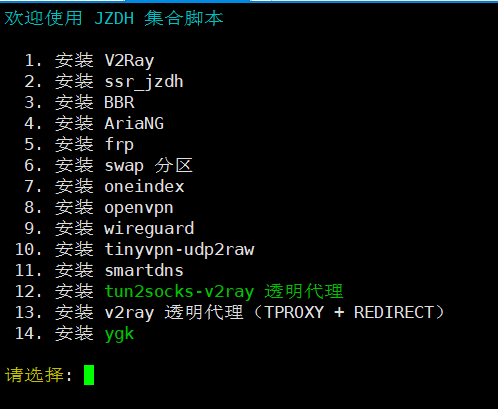 欢迎使用 JZDH 集合脚本
1. 安装 V2Ray
2. 安装 ssr_jzdh
3. 安装 BBR
4. 安装 AriaNG
5. 安装 frp
6. 安装 swap 分区
7. 安装 oneindex
8. 安装 openvpn
9. 安装 wireguard
10. 安装 tinyvpn-udp2raw
11. 安装 smartdns
12. 安装 tun2socks-v2ray 透明代理
13. 安装 v2ray 透明代理（TPROXY + REDIRECT）
14. 安装 ygk
请选择: